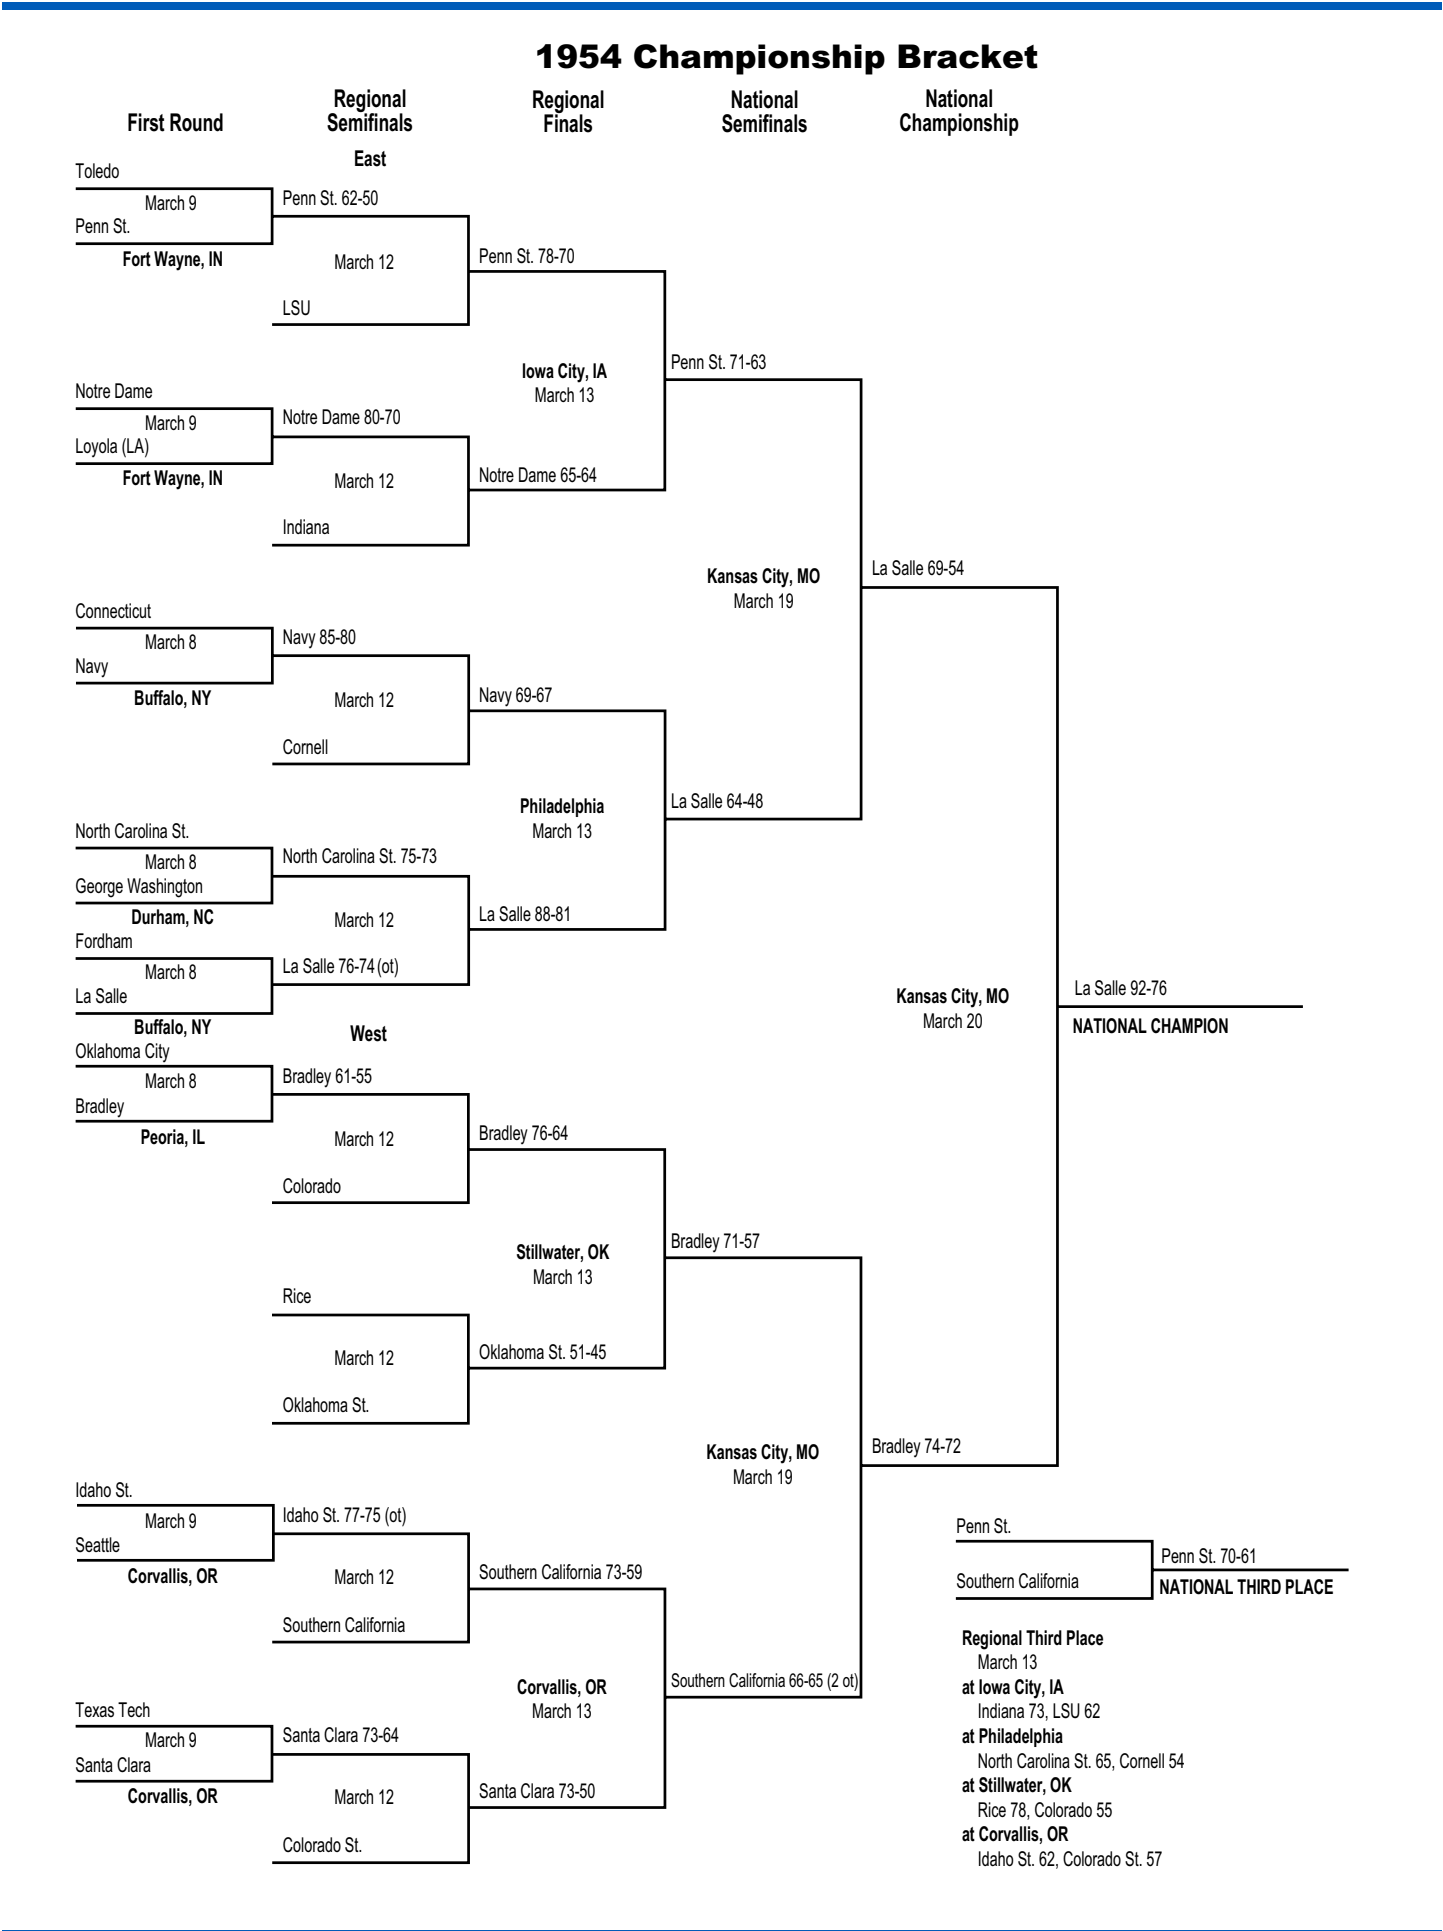 1954 Championship Bracket
First Round
Regional
Semifinals
Regional
Finals
National
Semifinals
National
Championship
East
Toledo
March 9
Penn St.
Fort Wayne, IN
Penn St. 62-50
March 12
LSU
Penn St. 78-70
Notre Dame
March 9
Loyola (LA)
Fort Wayne, IN
Notre Dame 80-70
March 12
Indiana
Iowa City, IA
March 13
Notre Dame 65-64
Penn St. 71-63
Connecticut
March 8
Navy
Buffalo, NY
Navy 85-80
March 12
Cornell
Navy 69-67
Kansas City, MO
March 19
La Salle 69-54
North Carolina St.
March 8
George Washington
Durham, NC
North Carolina St. 75-73
March 12
Fordham
March 8
La Salle
Buffalo, NY
La Salle 76-74 (ot)
Philadelphia
March 13
La Salle 88-81
La Salle 64-48
Kansas City, MO
March 20
La Salle 92-76
NATIONAL CHAMPION
West
Oklahoma City
March 8
Bradley
Peoria, IL
Bradley 61-55
March 12
Colorado
Bradley 76-64
Stillwater, OK
March 13
Rice
March 12
Oklahoma St.
Oklahoma St. 51-45
Bradley 71-57
Kansas City, MO
March 19
Bradley 74-72
Idaho St.
March 9
Seattle
Corvallis, OR
Idaho St. 77-75 (ot)
March 12
Southern California
Southern California 73-59
Corvallis, OR
March 13
Southern California 66-65 (2 ot)
Texas Tech
March 9
Santa Clara
Corvallis, OR
Santa Clara 73-64
March 12
Colorado St.
Santa Clara 73-50
Penn St.
Southern California
Penn St. 70-61
NATIONAL THIRD PLACE
Regional Third Place
March 13
at Iowa City, IA
Indiana 73, LSU 62
at Philadelphia
North Carolina St. 65, Cornell 54
at Stillwater, OK
Rice 78, Colorado 55
at Corvallis, OR
Idaho St. 62, Colorado St. 57